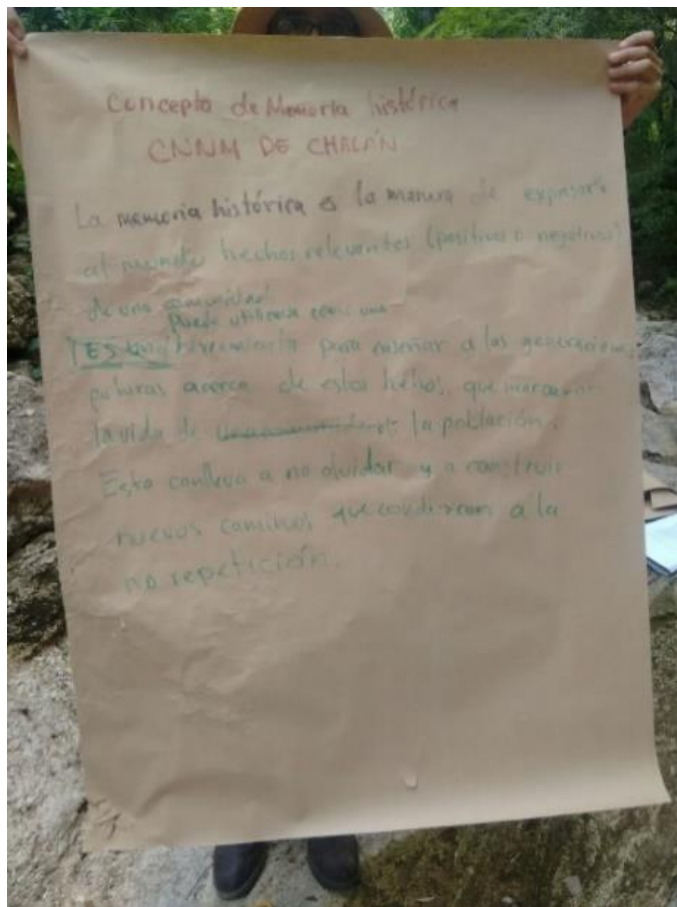 Concepto de Memoria histórica
CNNM DE CHALÁN
La memoria histórica es la manera de expresar
al mundo hechos relevantes (positivos o negativos)
de una comunidad.
puede utilizarse como una
ES una herramienta para enseñar a las generaciones
futuras acerca de estos hechos, que marcaron
la vida de la población.
Esto conlleva a no olvidar y a construir
nuevos caminos que conduzcan a la
no repetición.